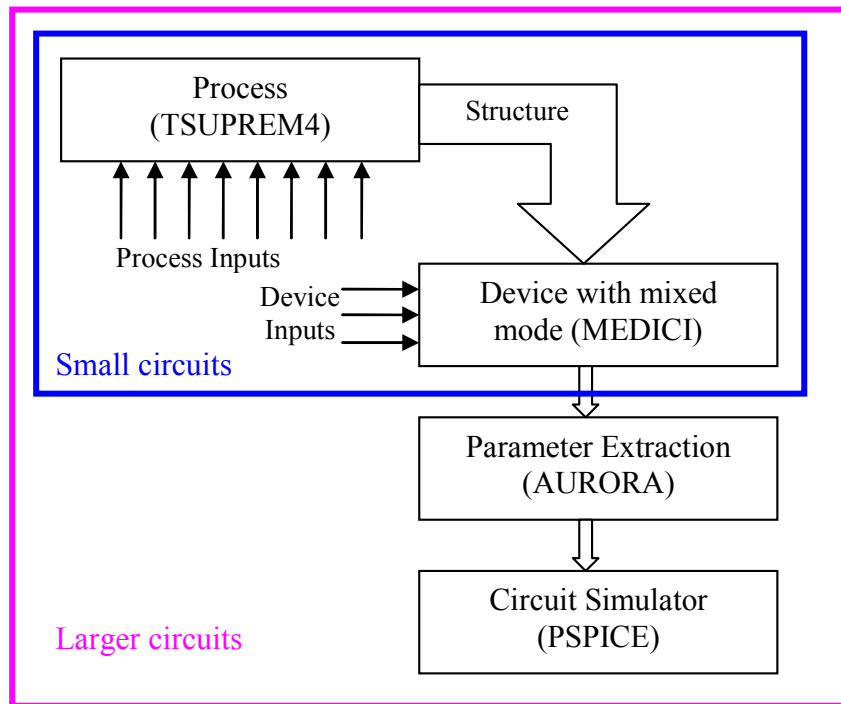 Process
(TSUPREM4)
Structure
Process Inputs
Device
Inputs
Device with mixed
mode (MEDICI)
Small circuits
Parameter Extraction
(AURORA)
Circuit Simulator
(PSPICE)
Larger circuits